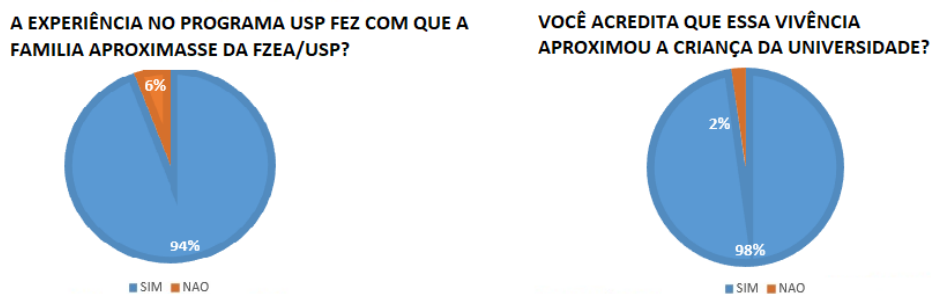 A EXPERIÊNCIA NO PROGRAMA USP FEZ COM QUE A
FAMILIA APROXIMASSE DA FZEA/USP?
6%
94%
SIM NAO
VOCÊ ACREDITA QUE ESSA VIVÊNCIA
APROXIMOU A CRIANÇA DA UNIVERSIDADE?
2%
98%
SIM NAO